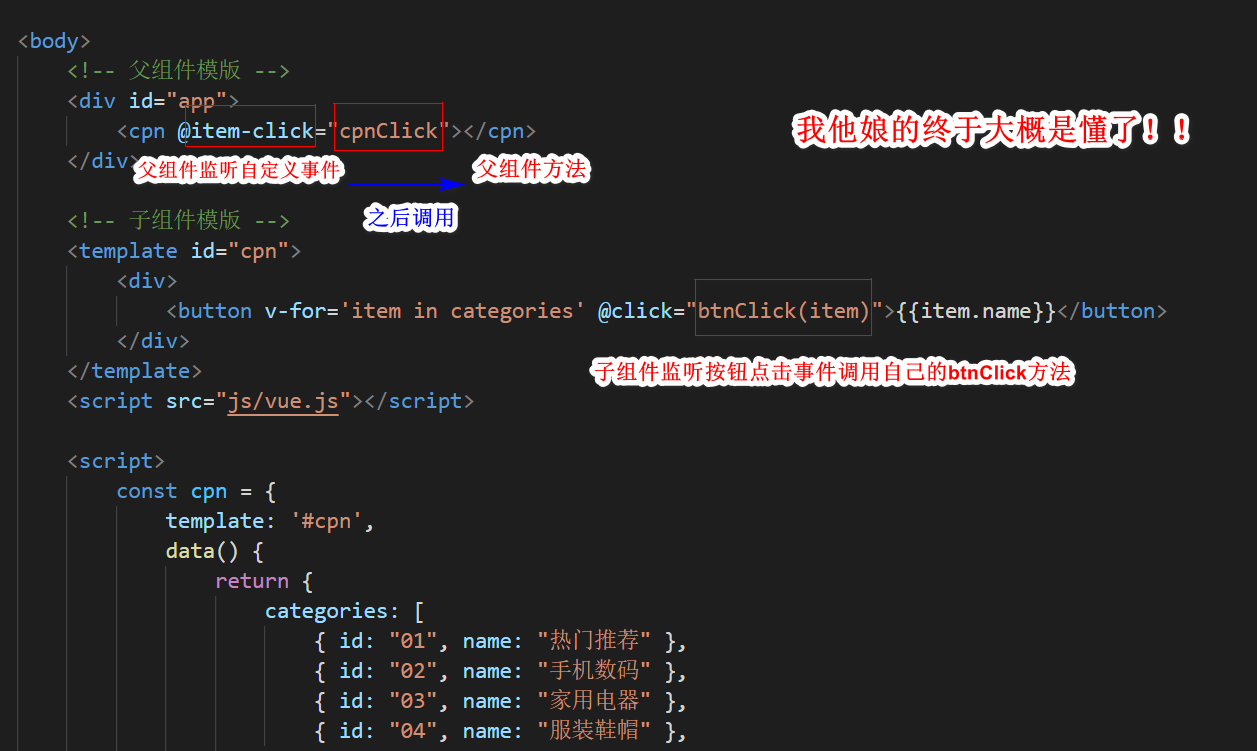 <body>
<!-- 父组件模版 -->
<div id="app">
<cpn @item-click="cpnClick"></cpn>
我他娘的终于大概是懂了！！
</div>
父组件监听自定义事件
父组件方法
之后调用
<!-- 子组件模版 -->
<template id="cpn">
<div>
<button v-for='item in categories' @click="btnClick(item)">{{item.name}}</button>
</div>
</template>
子组件监听按钮点击事件调用自己的btnClick方法
<script src="js/vue.js"></script>
<script>
const cpn = {
template: '#cpn',
data() {
return {
categories: [
{ id: "01", name: "热门推荐" },
{ id: "02", name: "手机数码" },
{ id: "03", name: "家用电器" },
{ id: "04", name: "服装鞋帽" },